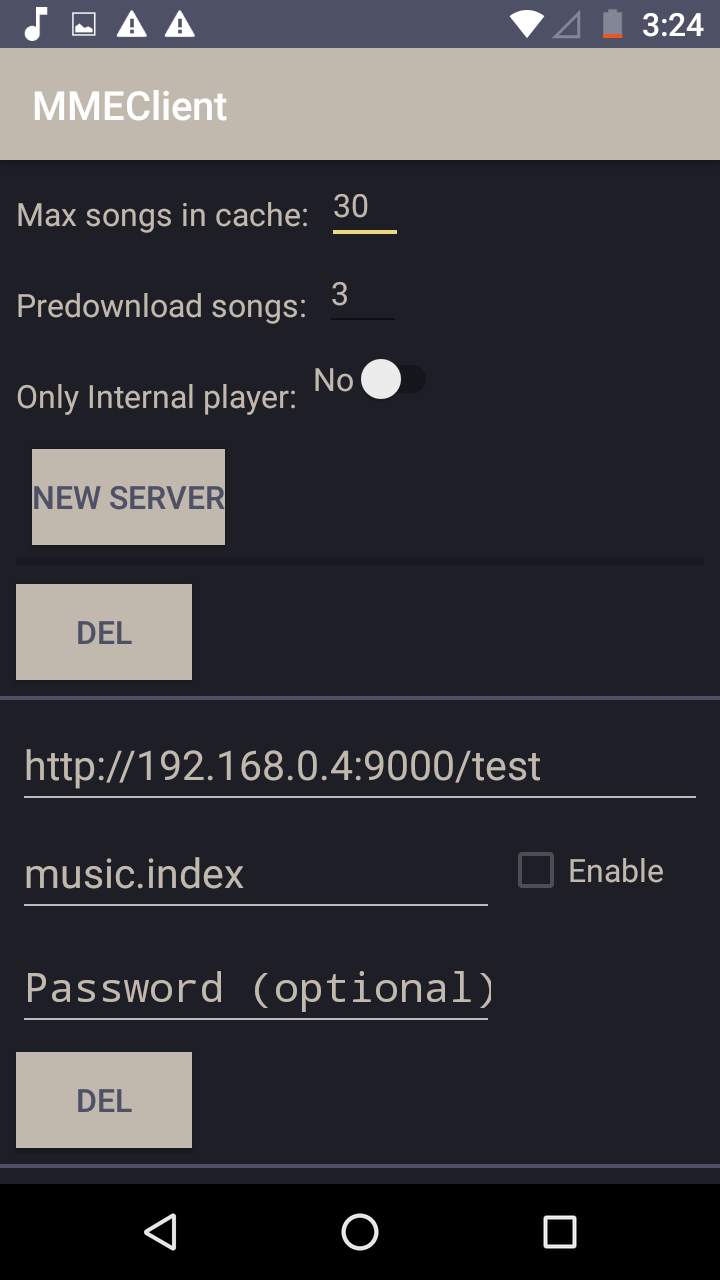 3:24
MMEClient
Max songs in cache: 30
Predownload songs: 3
Only Internal player: No
NEW SERVER
DEL
http://192.168.0.4:9000/test
music.index Enable
Password (optional)
DEL